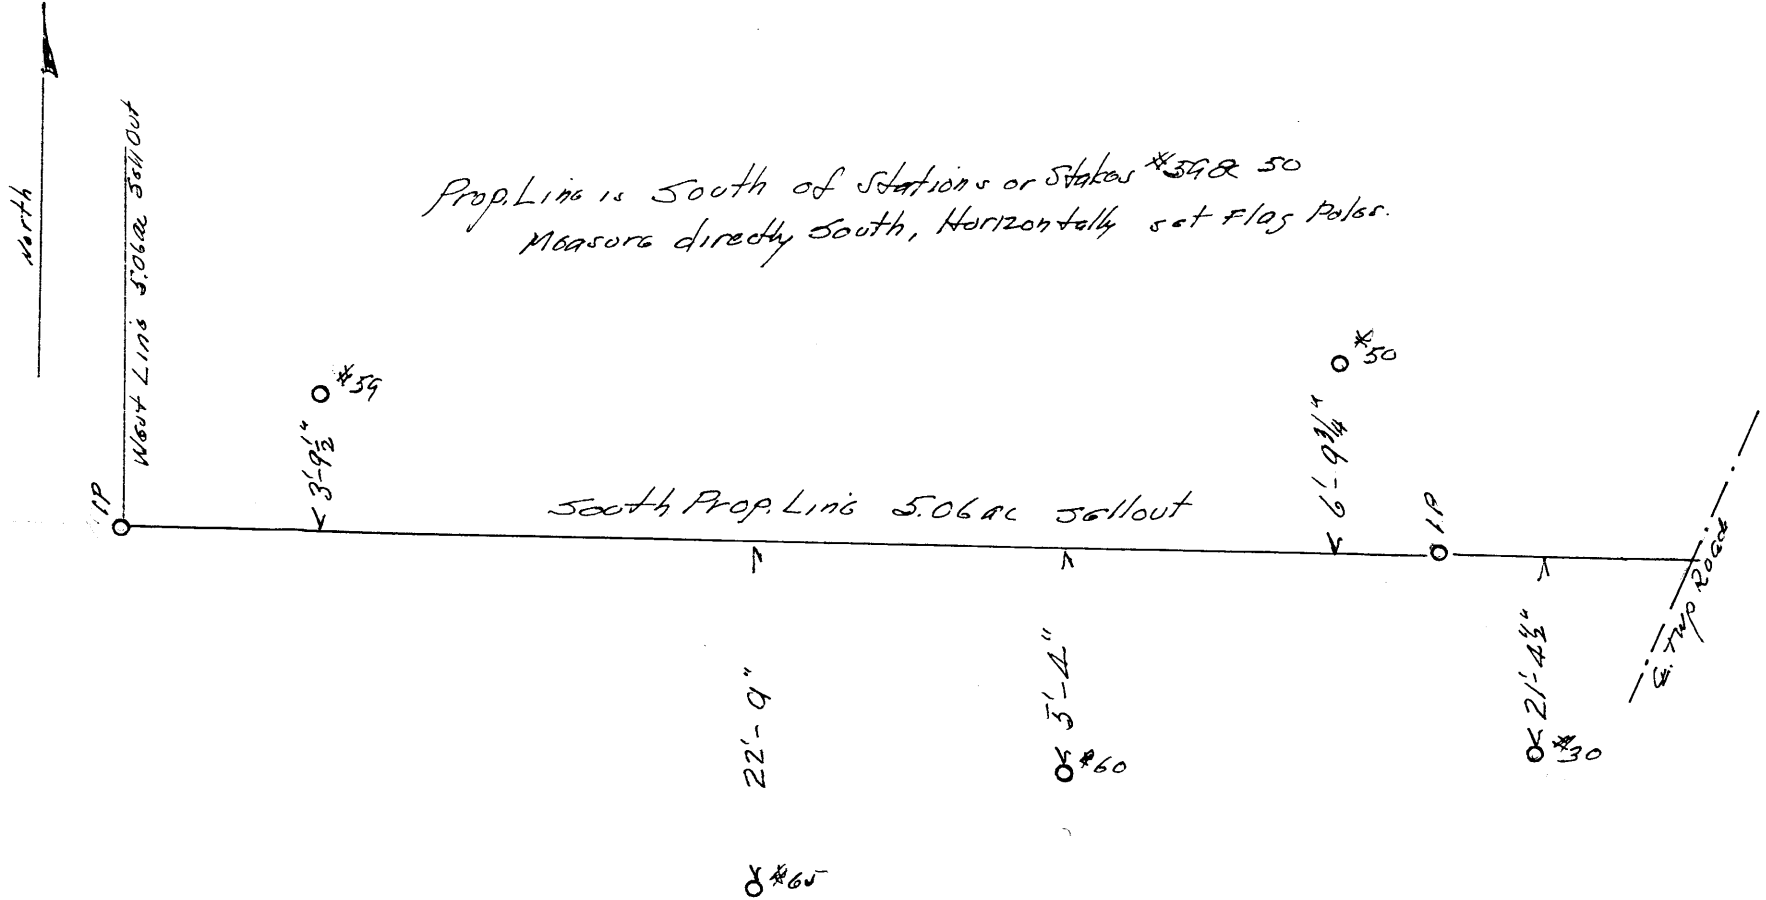 North
West Line 5.06ac Sellout
Prop. Line is South of Stations or Stakes #59 & 50
Measure directly South, Horizontally set Flag Poles.
#59
3'-9½"
#50
6'-9¾"
IP
South Prop. Line 5.06ac sellout
IP
22'-9"
#65
5'-4"
#60
21'-4½"
#30
TWP Road